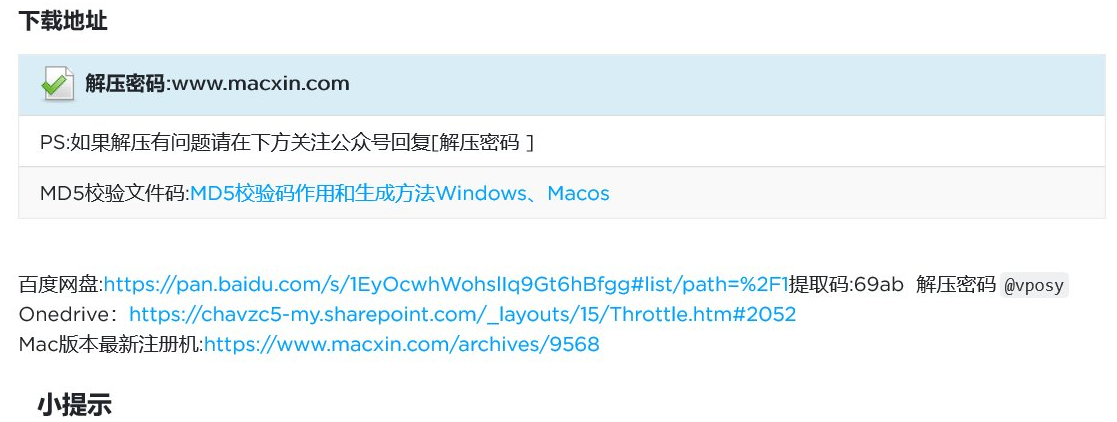 下载地址
解压密码:www.macxin.com
PS:如果解压有问题请在下方关注公众号回复[解压密码 ]
MD5校验文件码:MD5校验码作用和生成方法Windows、Macos
百度网盘:https://pan.baidu.com/s/1EyOcwhWohslIq9Gt6hBfgg#list/path=%2F1提取码:69ab 解压密码 @vposy
Onedrive：https://chavzc5-my.sharepoint.com/_layouts/15/Throttle.htm#2052
Mac版本最新注册机:https://www.macxin.com/archives/9568
小提示